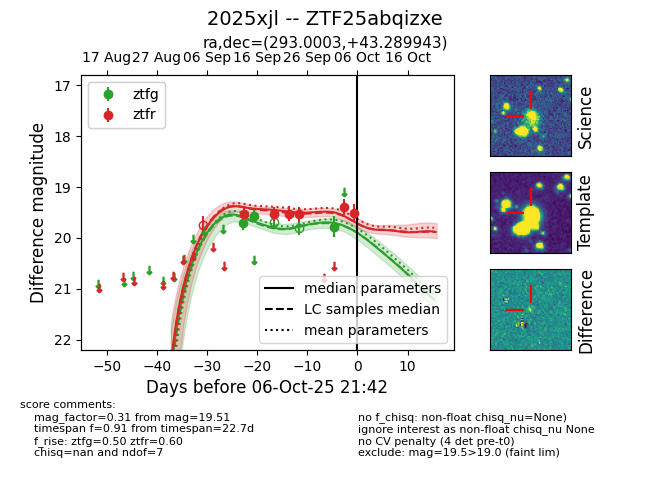 2025xjl -- ZTF25abqizxe
ra,dec=(293.0003,+43.289943)
17 Aug 27 Aug 06 Sep 16 Sep 26 Sep 06 Oct 16 Oct
ztfg
ztfr
17
18
19
20
21
22
Difference magnitude
median parameters
LC samples median
mean parameters
−50 −40 −30 −20 −10 0 10
Days before 06-Oct-25 21:42
Science
Template
Difference
score comments:
mag_factor=0.31 from mag=19.51
timespan f=0.91 from timespan=22.7d
f_rise: ztfg=0.50 ztfr=0.60
chisq=nan and ndof=7
no f_chisq: non-float chisq_nu=None)
ignore interest as non-float chisq_nu None
no CV penalty (4 det pre-t0)
exclude: mag=19.5>19.0 (faint lim)